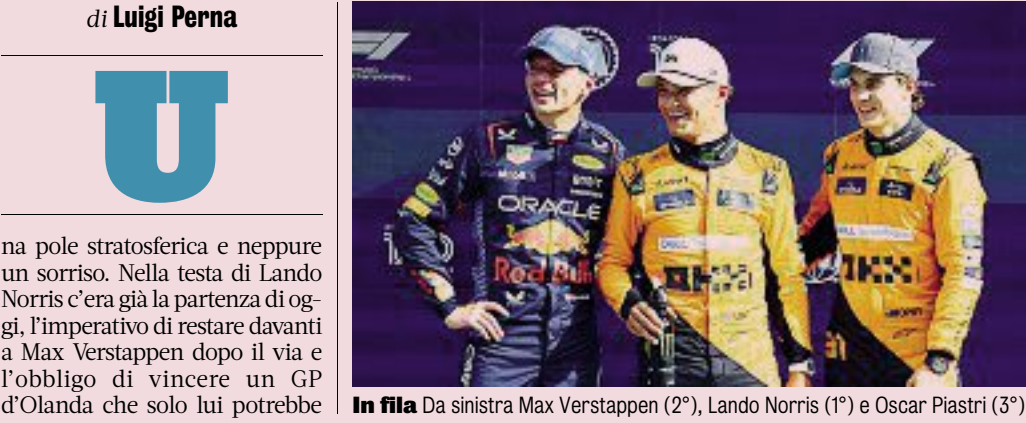 di Luigi Perna
U
na pole stratosferica e neppure
un sorriso. Nella testa di Lando
Norris c'era già la partenza di og-
gi, l'imperativo di restare davanti
a Max Verstappen dopo il via e
l'obbligo di vincere un GP
d'Olanda che solo lui potrebbe
ORACLE
Red Bull
OKX
OKX
In fila Da sinistra Max Verstappen (2°), Lando Norris (1°) e Oscar Piastri (3°)